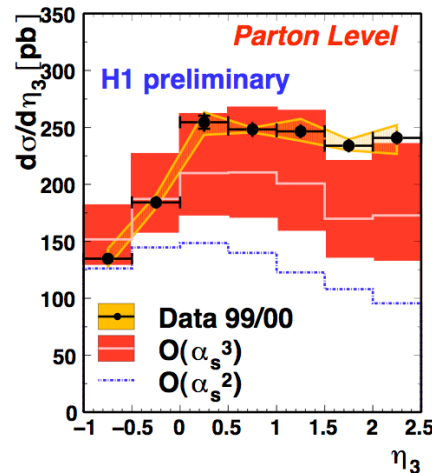 Parton Level
H1 preliminary
dσ/dη₃ [pb]
350
300
250
200
150
100
50
0
Data 99/00
O(αₛ³)
O(αₛ²)
-1 -0.5 0 0.5 1 1.5 2 2.5
η₃